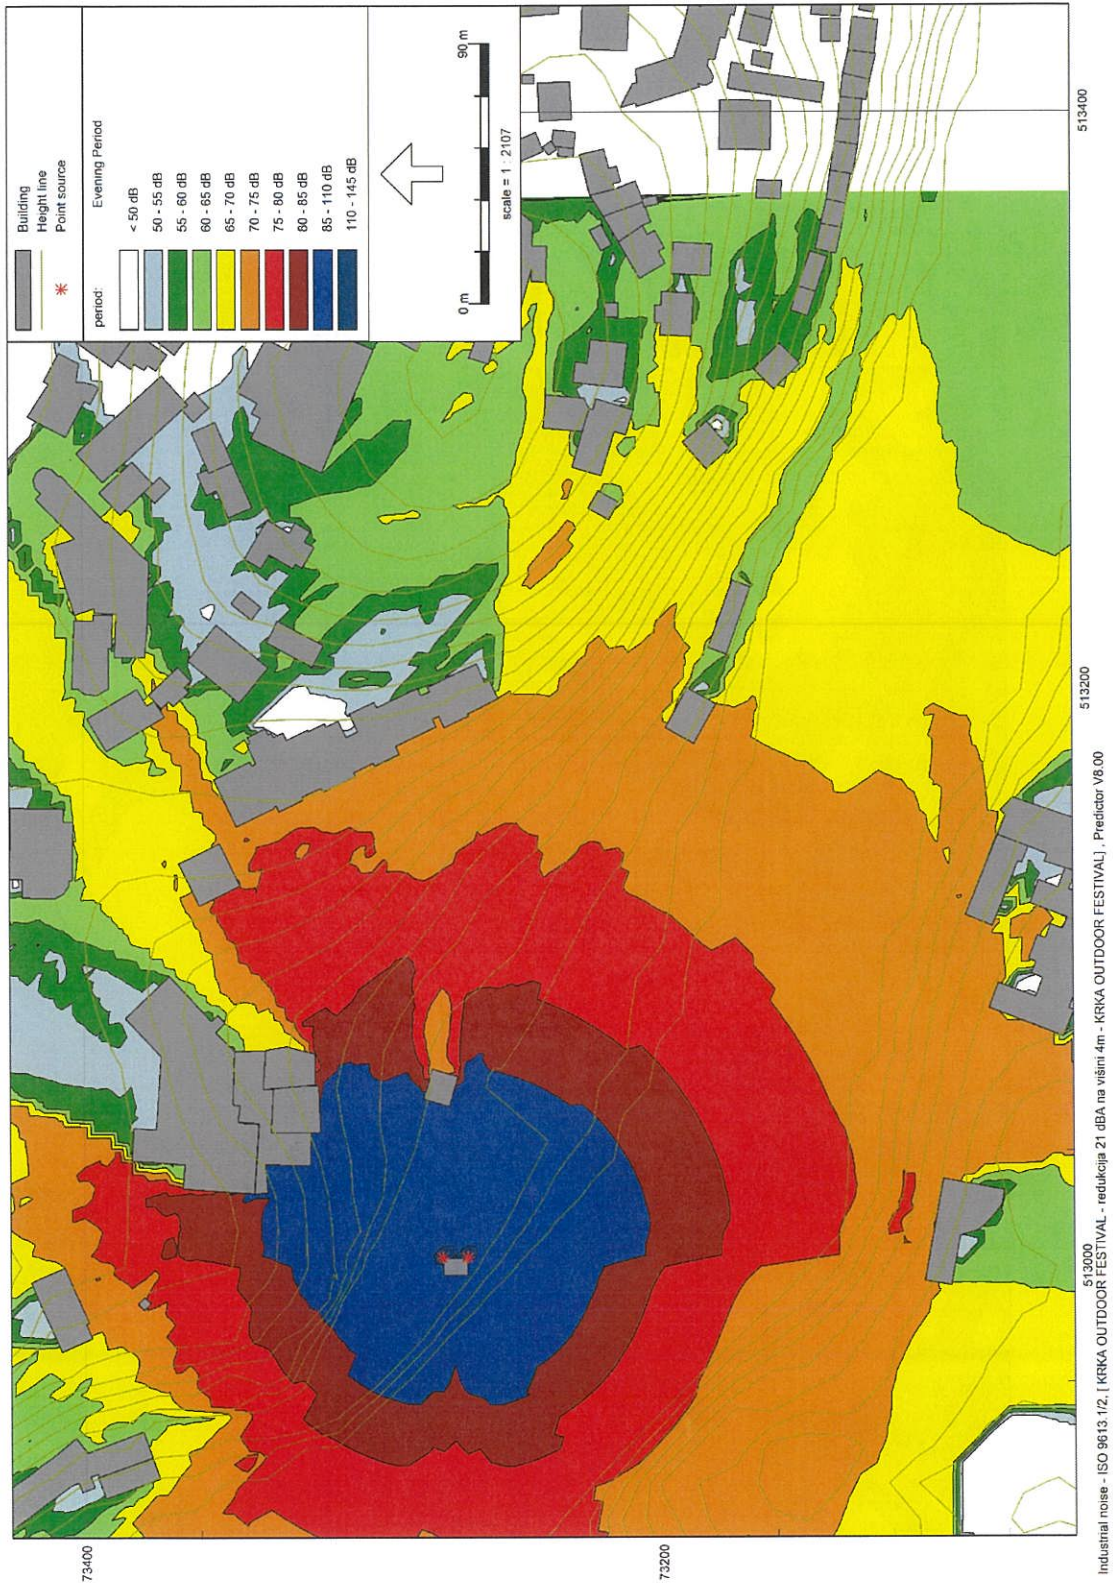 Building
Height line
Point source
period:
Evening Period
< 50 dB
50 - 55 dB
55 - 60 dB
60 - 65 dB
65 - 70 dB
70 - 75 dB
75 - 80 dB
80 - 85 dB
85 - 110 dB
110 - 145 dB
0 m
90 m
scale = 1 : 2107
73400
73200
513000
513200
513400
Industrial noise - ISO 9613.1/2, [ KRKA OUTDOOR FESTIVAL - redukcija 21 dBA na višini 4m - KRKA OUTDOOR FESTIVAL] , Predictor V8.00